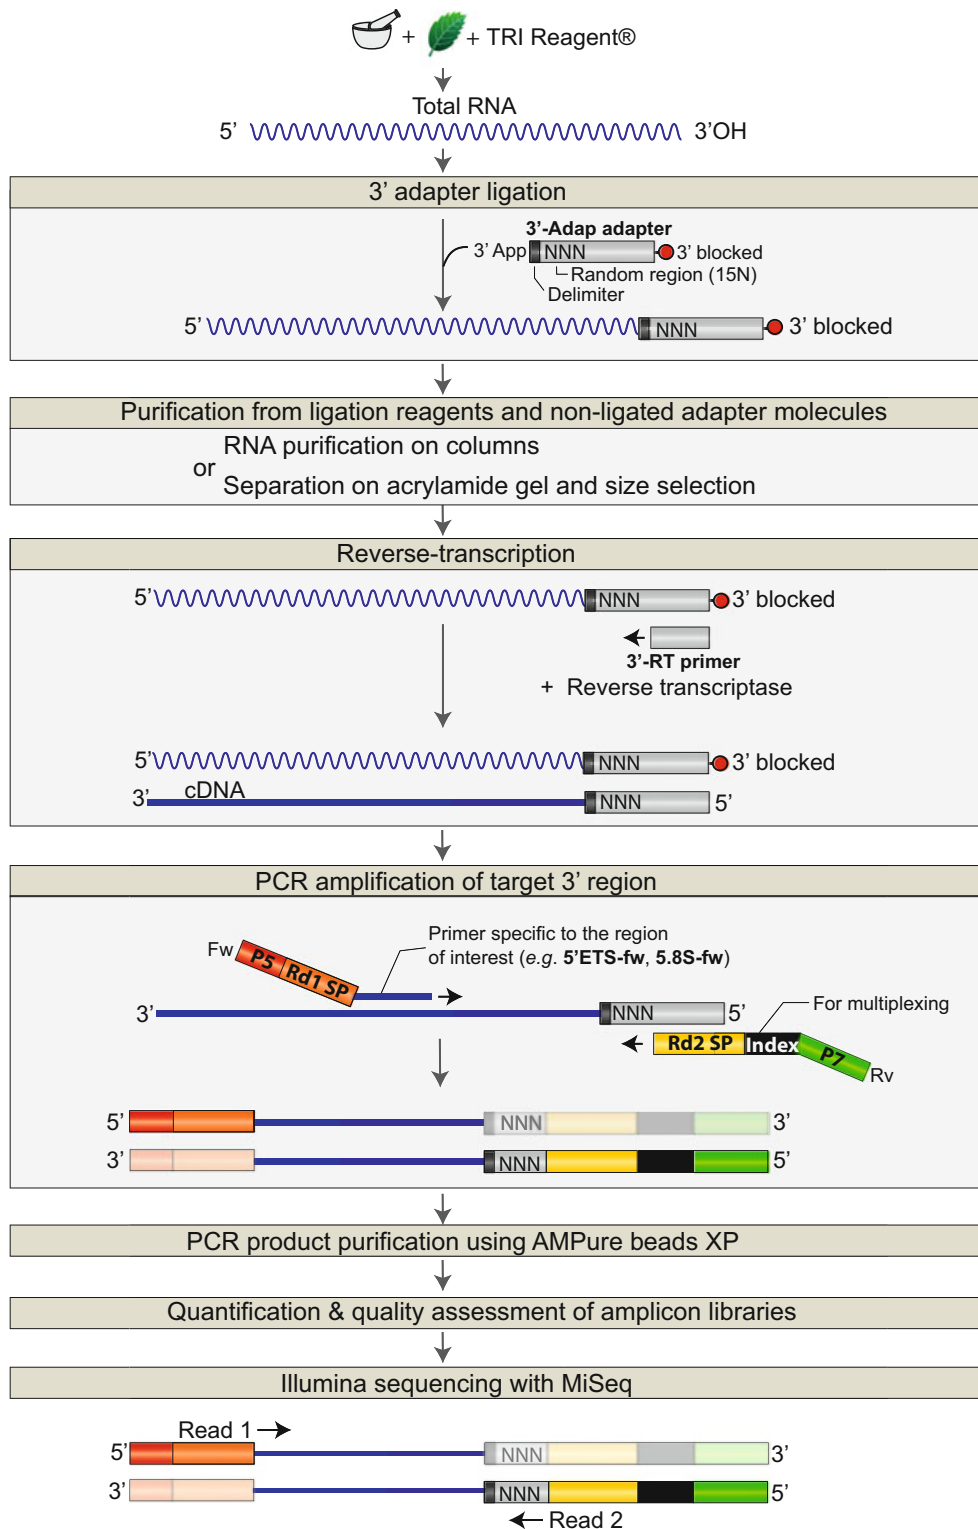 + + TRI Reagent®
Total RNA
5’ 3’OH
3’ adapter ligation
3’-Adap adapter
3’ App NNN 3’ blocked
Random region (15N)
Delimiter
5’ NNN 3’ blocked
Purification from ligation reagents and non-ligated adapter molecules
RNA purification on columns
or
Separation on acrylamide gel and size selection
Reverse-transcription
5’ NNN 3’ blocked
3’-RT primer
+ Reverse transcriptase
5’ NNN 3’ blocked
3’ cDNA NNN 5’
PCR amplification of target 3’ region
Fw P5 Rd1 SP
Primer specific to the region
of interest (e.g. 5’ETS-fw, 5.8S-fw)
For multiplexing
3’ NNN 5’
Rd2 SP Index P7 Rv
5’ NNN 3’
3’ NNN 5’
PCR product purification using AMPure beads XP
Quantification & quality assessment of amplicon libraries
Illumina sequencing with MiSeq
Read 1
5’ NNN 3’
3’ NNN 5’
Read 2